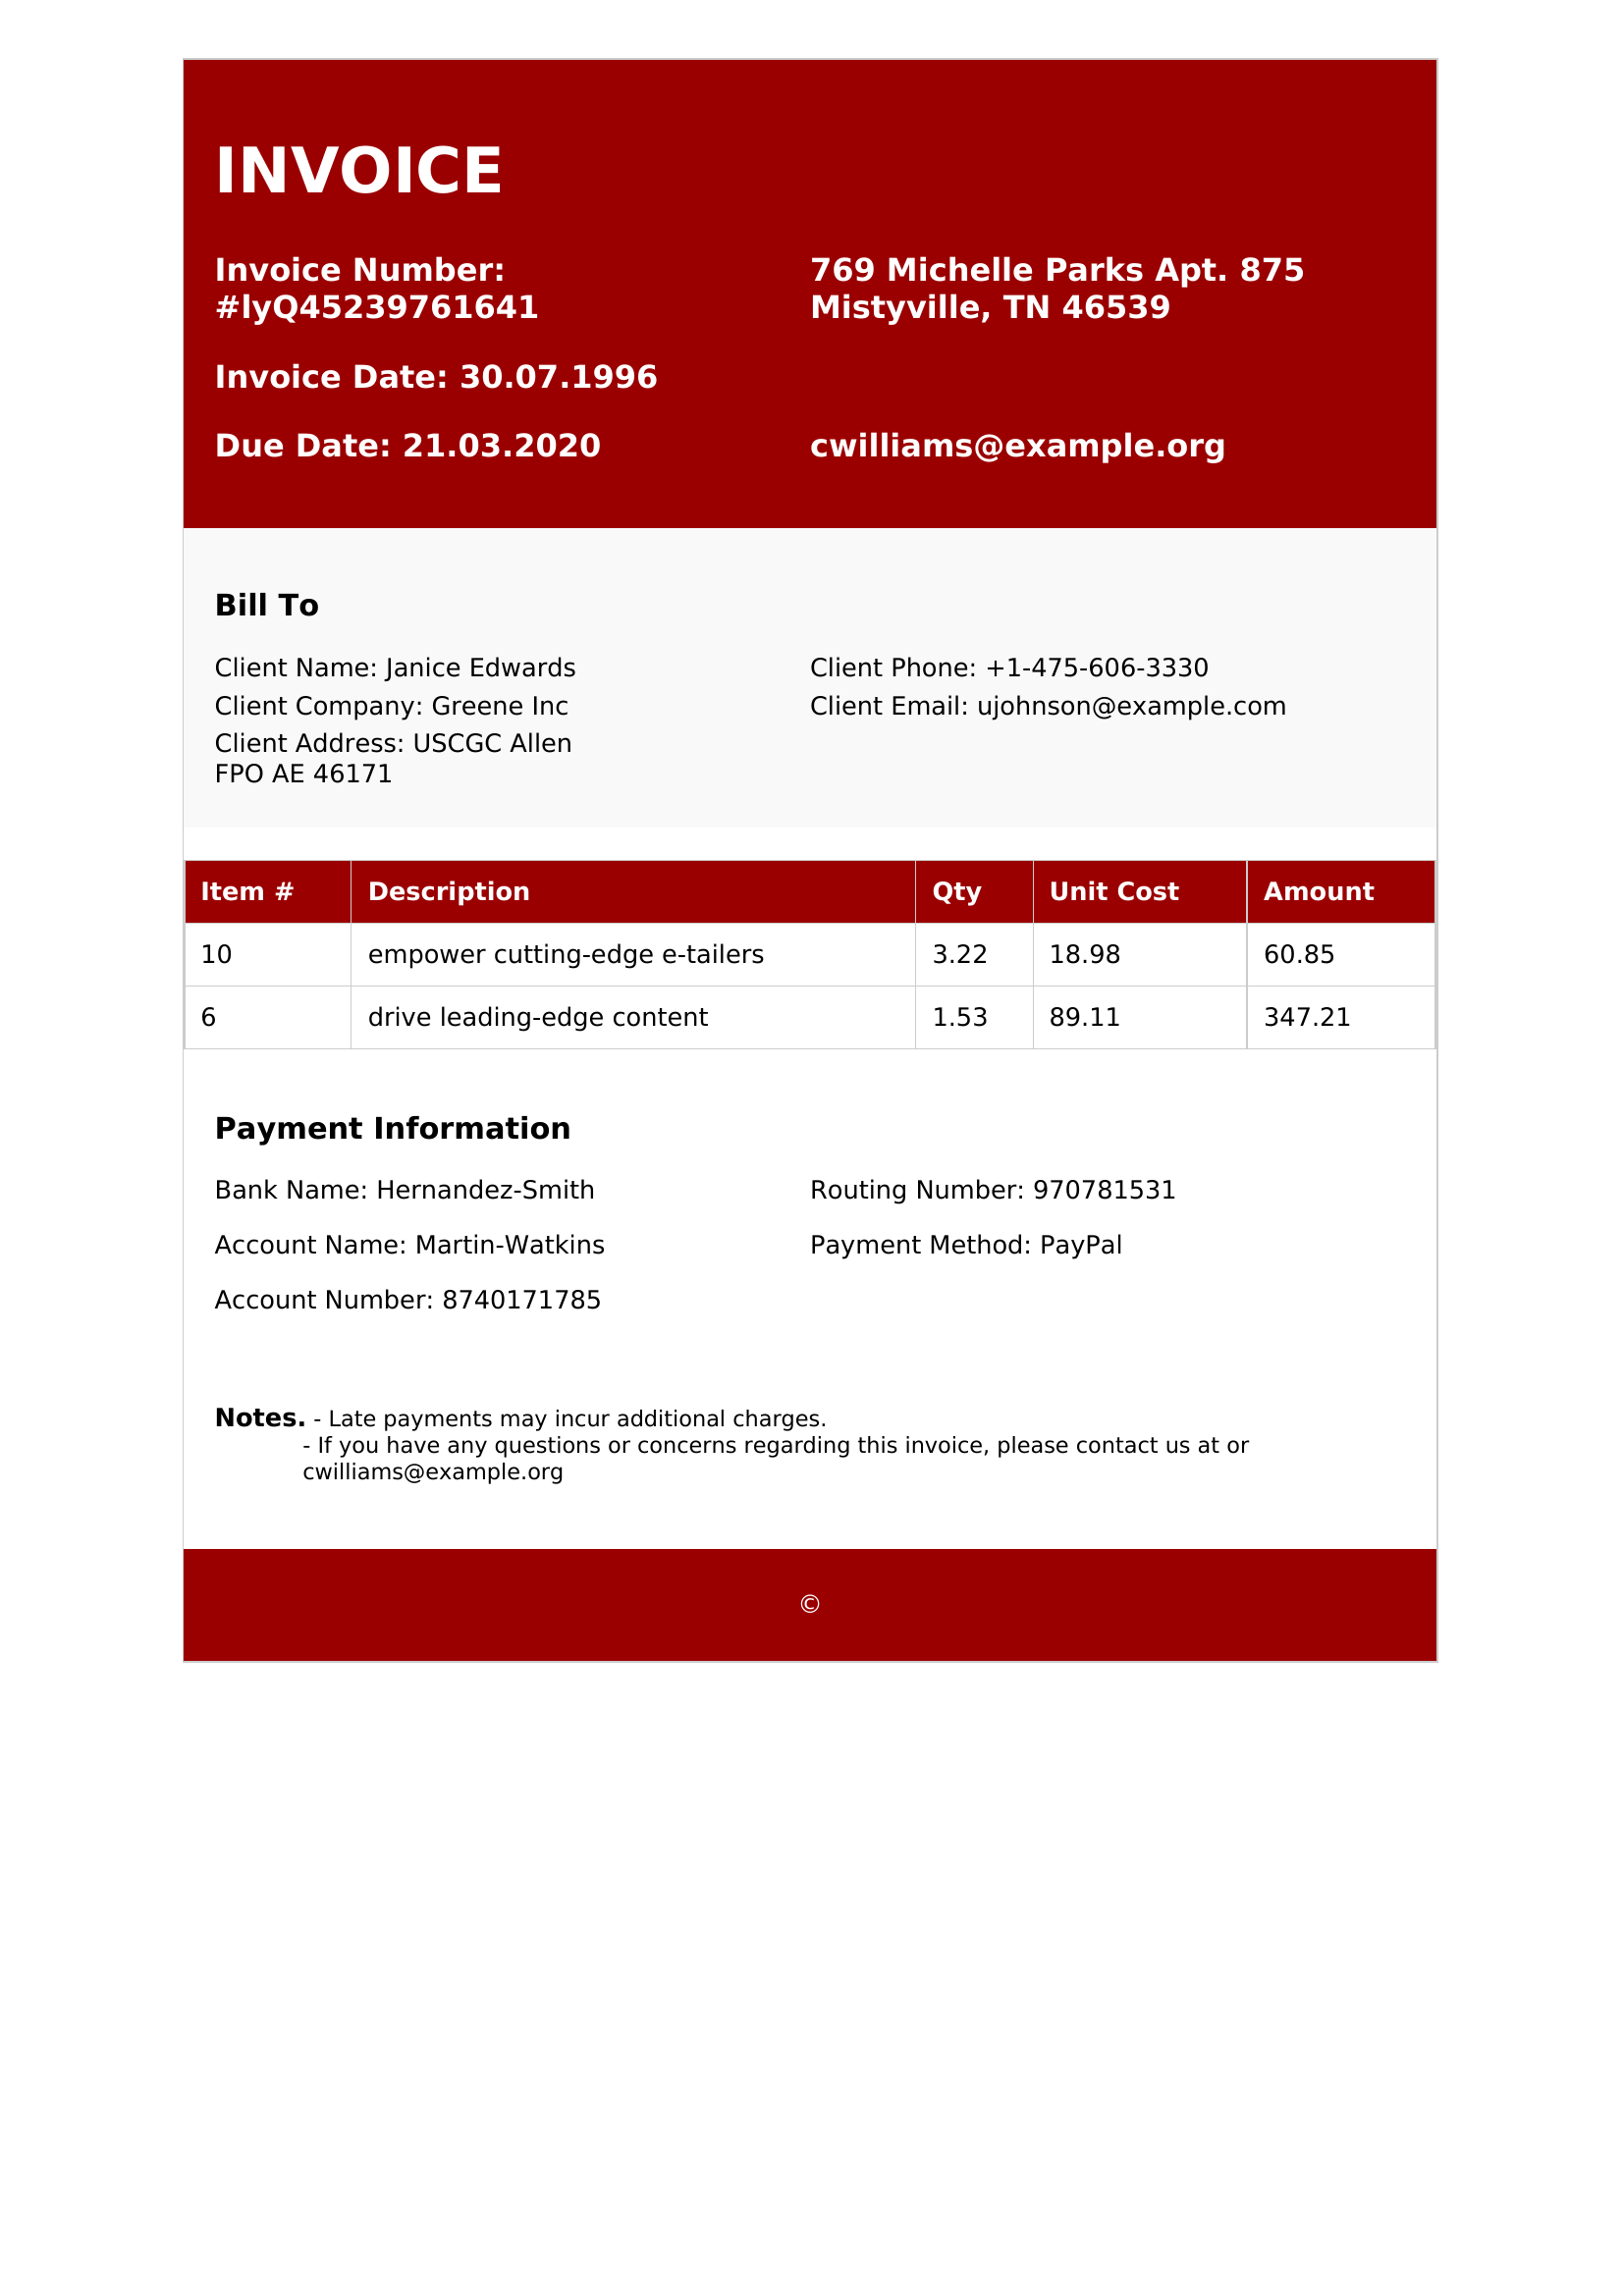 INVOICE
Invoice Number:
#lyQ45239761641
769 Michelle Parks Apt. 875
Mistyville, TN 46539
Invoice Date: 30.07.1996
Due Date: 21.03.2020
cwilliams@example.org
Bill To
Client Name: Janice Edwards
Client Phone: +1-475-606-3330
Client Company: Greene Inc
Client Email: ujohnson@example.com
Client Address: USCGC Allen
FPO AE 46171
Item # Description Qty Unit Cost Amount
10 empower cutting-edge e-tailers 3.22 18.98 60.85
6 drive leading-edge content 1.53 89.11 347.21
Payment Information
Bank Name: Hernandez-Smith
Routing Number: 970781531
Account Name: Martin-Watkins
Payment Method: PayPal
Account Number: 8740171785
Notes. - Late payments may incur additional charges.
- If you have any questions or concerns regarding this invoice, please contact us at or
cwilliams@example.org
©